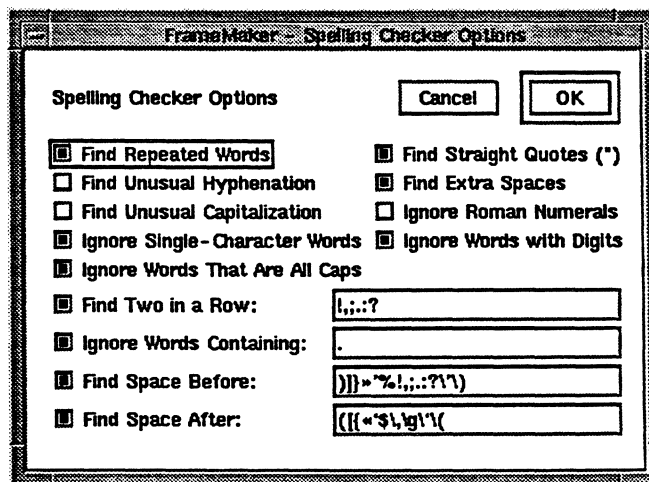 FrameMaker - Spelling Checker Options
Spelling Checker Options Cancel OK
Find Repeated Words Find Straight Quotes (")
Find Unusual Hyphenation Find Extra Spaces
Find Unusual Capitalization Ignore Roman Numerals
Ignore Single-Character Words Ignore Words with Digits
Ignore Words That Are All Caps
Find Two in a Row: !,;.:?
Ignore Words Containing: .
Find Space Before: )]}»'%!,;.:?\'\)
Find Space After: ([{«'$\,\g\'\(